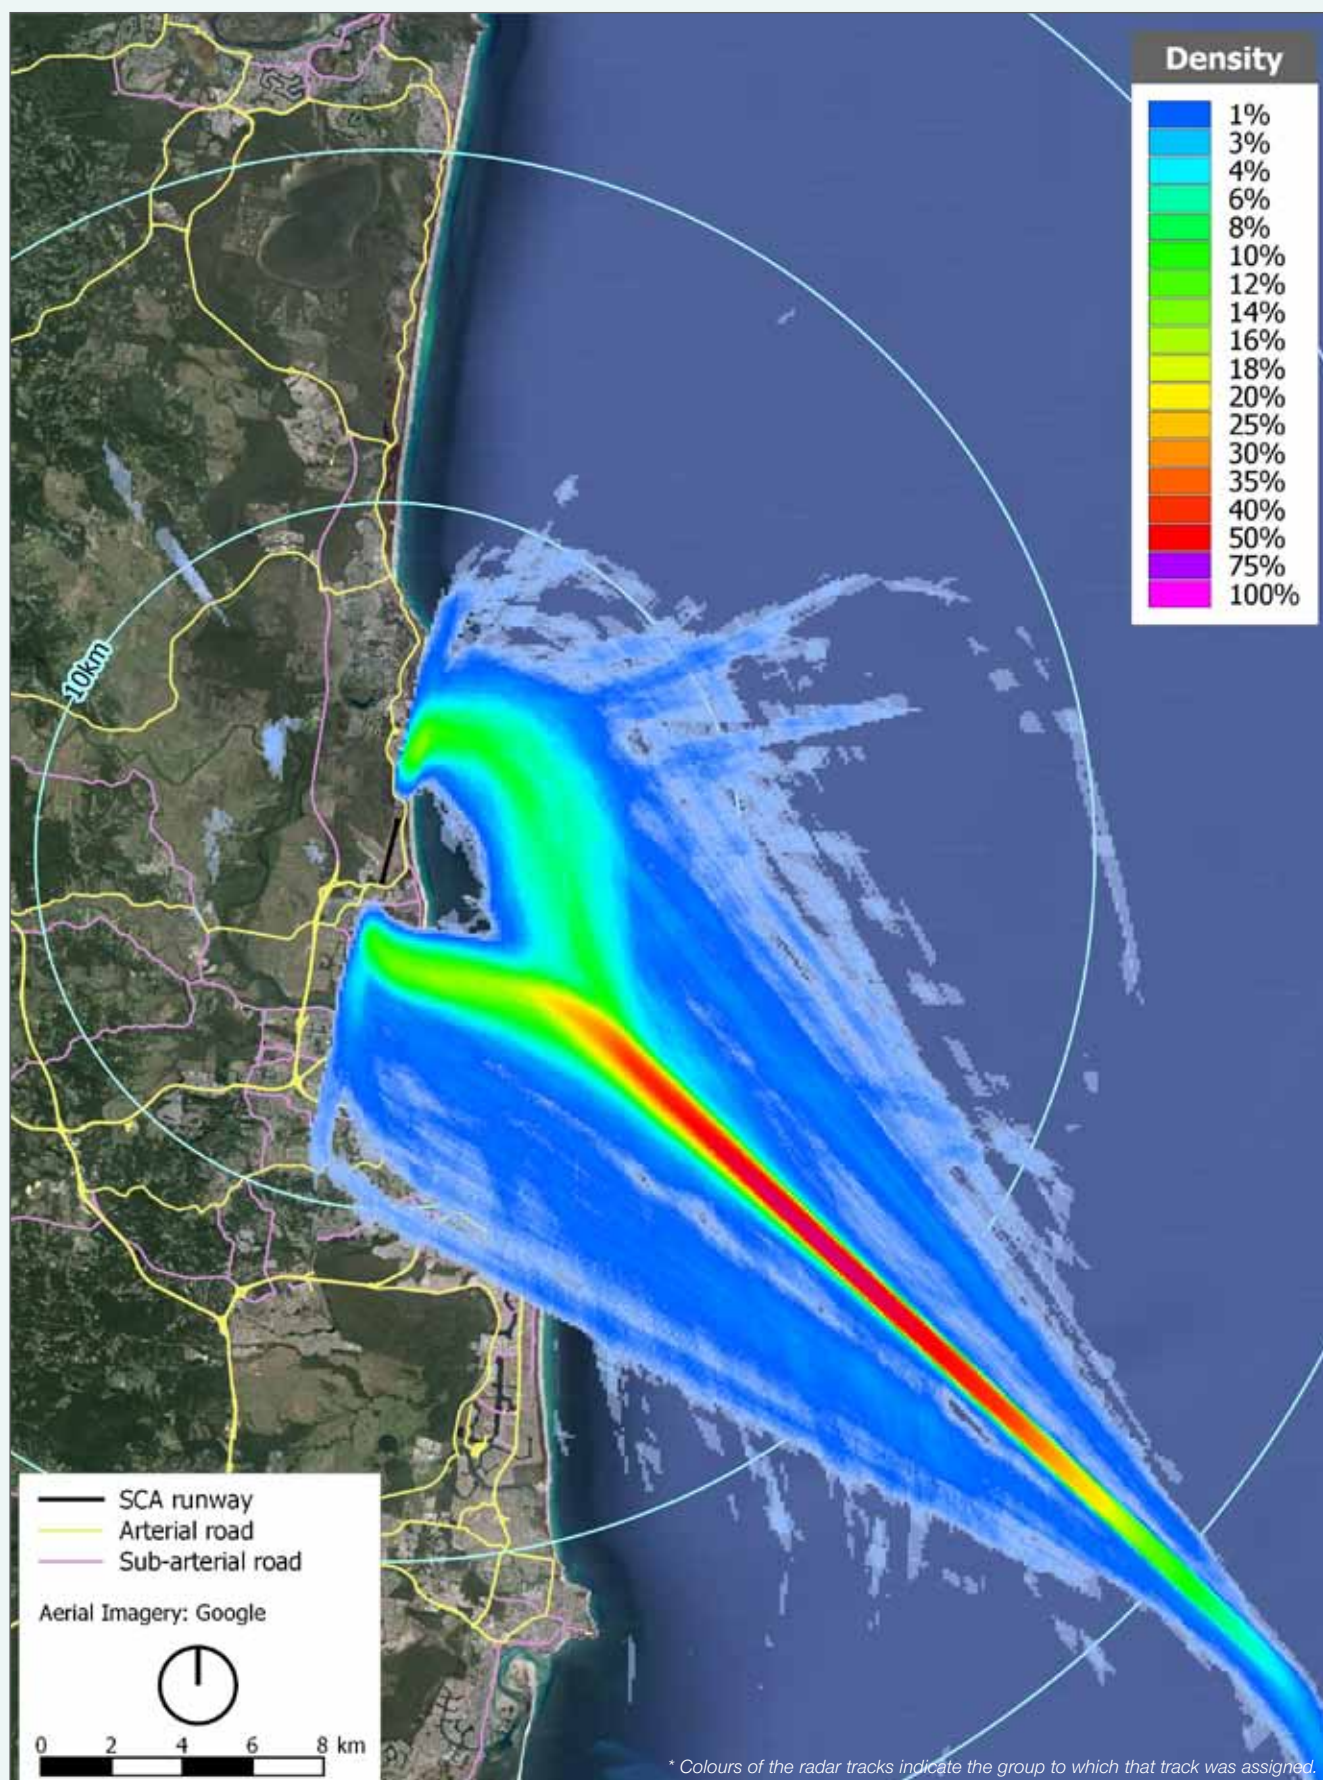 Density
1%
3%
4%
6%
8%
10%
12%
14%
16%
18%
20%
25%
30%
35%
40%
50%
75%
100%
10km
SCA runway
Arterial road
Sub-arterial road
Aerial Imagery: Google
0 2 4 6 8 km
* Colours of the radar tracks indicate the group to which that track was assigned.